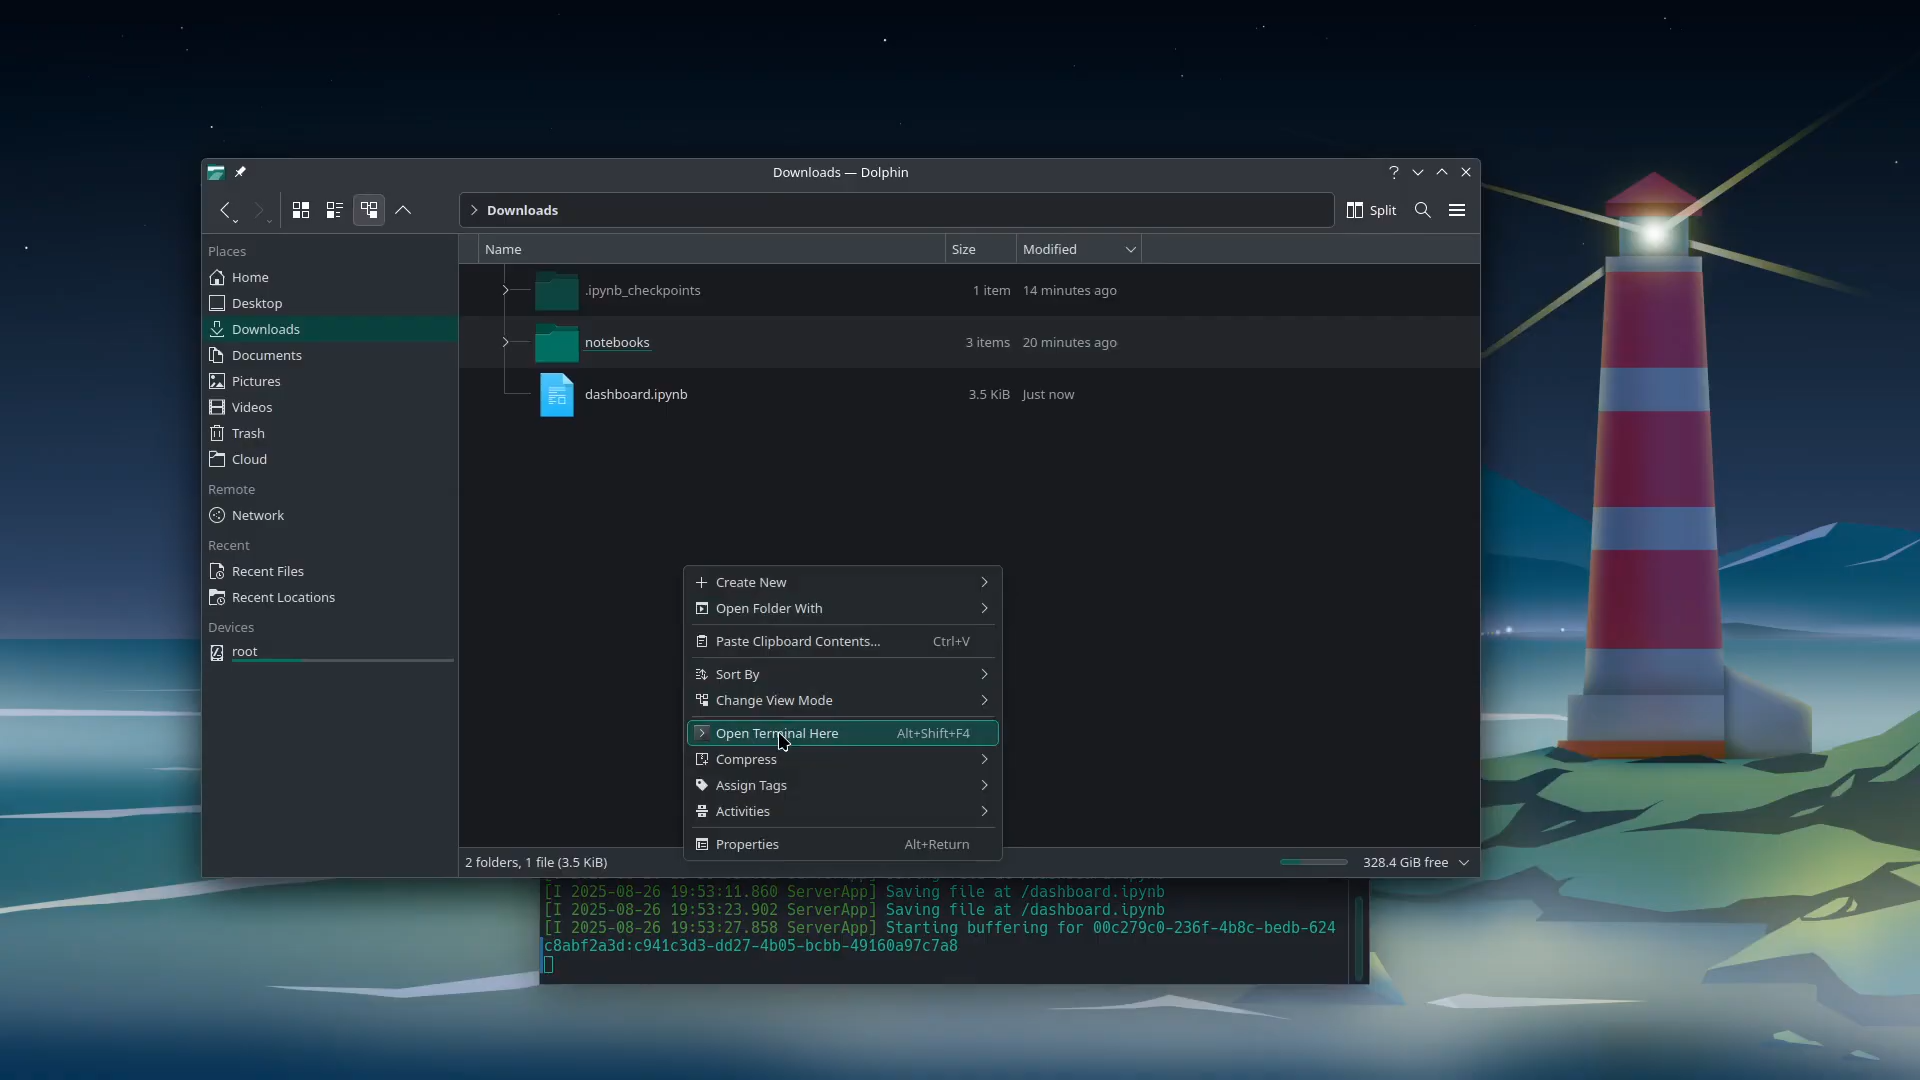 Downloads — Dolphin
Downloads
Split
Places
Home
Desktop
Downloads
Documents
Pictures
Videos
Trash
Cloud
Remote
Network
Recent
Recent Files
Recent Locations
Devices
root
Name Size Modified
.ipynb_checkpoints 1 item 14 minutes ago
notebooks 3 items 20 minutes ago
dashboard.ipynb 3.5 KiB Just now
Create New
Open Folder With
Paste Clipboard Contents... Ctrl+V
Sort By
Change View Mode
Open Terminal Here Alt+Shift+F4
Compress
Assign Tags
Activities
Properties Alt+Return
2 folders, 1 file (3.5 KiB) 328.4 GiB free
[I 2025-08-26 19:53:11.860 ServerApp] Saving file at /dashboard.ipynb
[I 2025-08-26 19:53:23.902 ServerApp] Saving file at /dashboard.ipynb
[I 2025-08-26 19:53:27.858 ServerApp] Starting buffering for 00c279c0-236f-4b8c-bedb-624
c8abf2a3d:c941c3d3-dd27-4b05-bcbb-49160a97c7a8